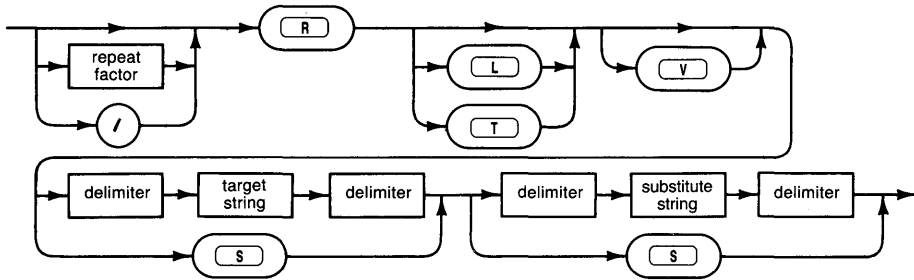 R
repeat
factor
L
V
/
T
delimiter
target
string
delimiter
delimiter
substitute
string
delimiter
S
S